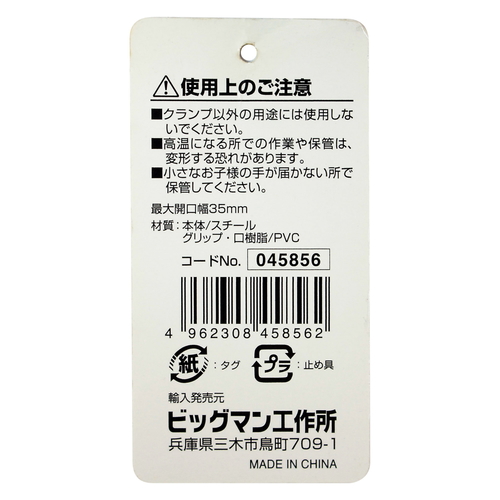 ⚠使用上のご注意
■クランプ以外の用途には使用しな
いでください。
■高温になる所での作業や保管は、
変形する恐れがあります。
■小さなお子様の手が届かない所で
保管してください。
最大開口幅35mm
材質：本体/スチール
グリップ・口樹脂/PVC
コードNo. 045856
4 962308 458562
紙：タグ プラ：止め具
輸入発売元
ビッグマン工作所
兵庫県三木市鳥町709-1
MADE IN CHINA